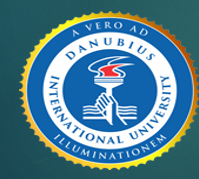 A VERO AD
DANUBIUS
INTERNATIONAL UNIVERSITY
ILLUMINATIONEM